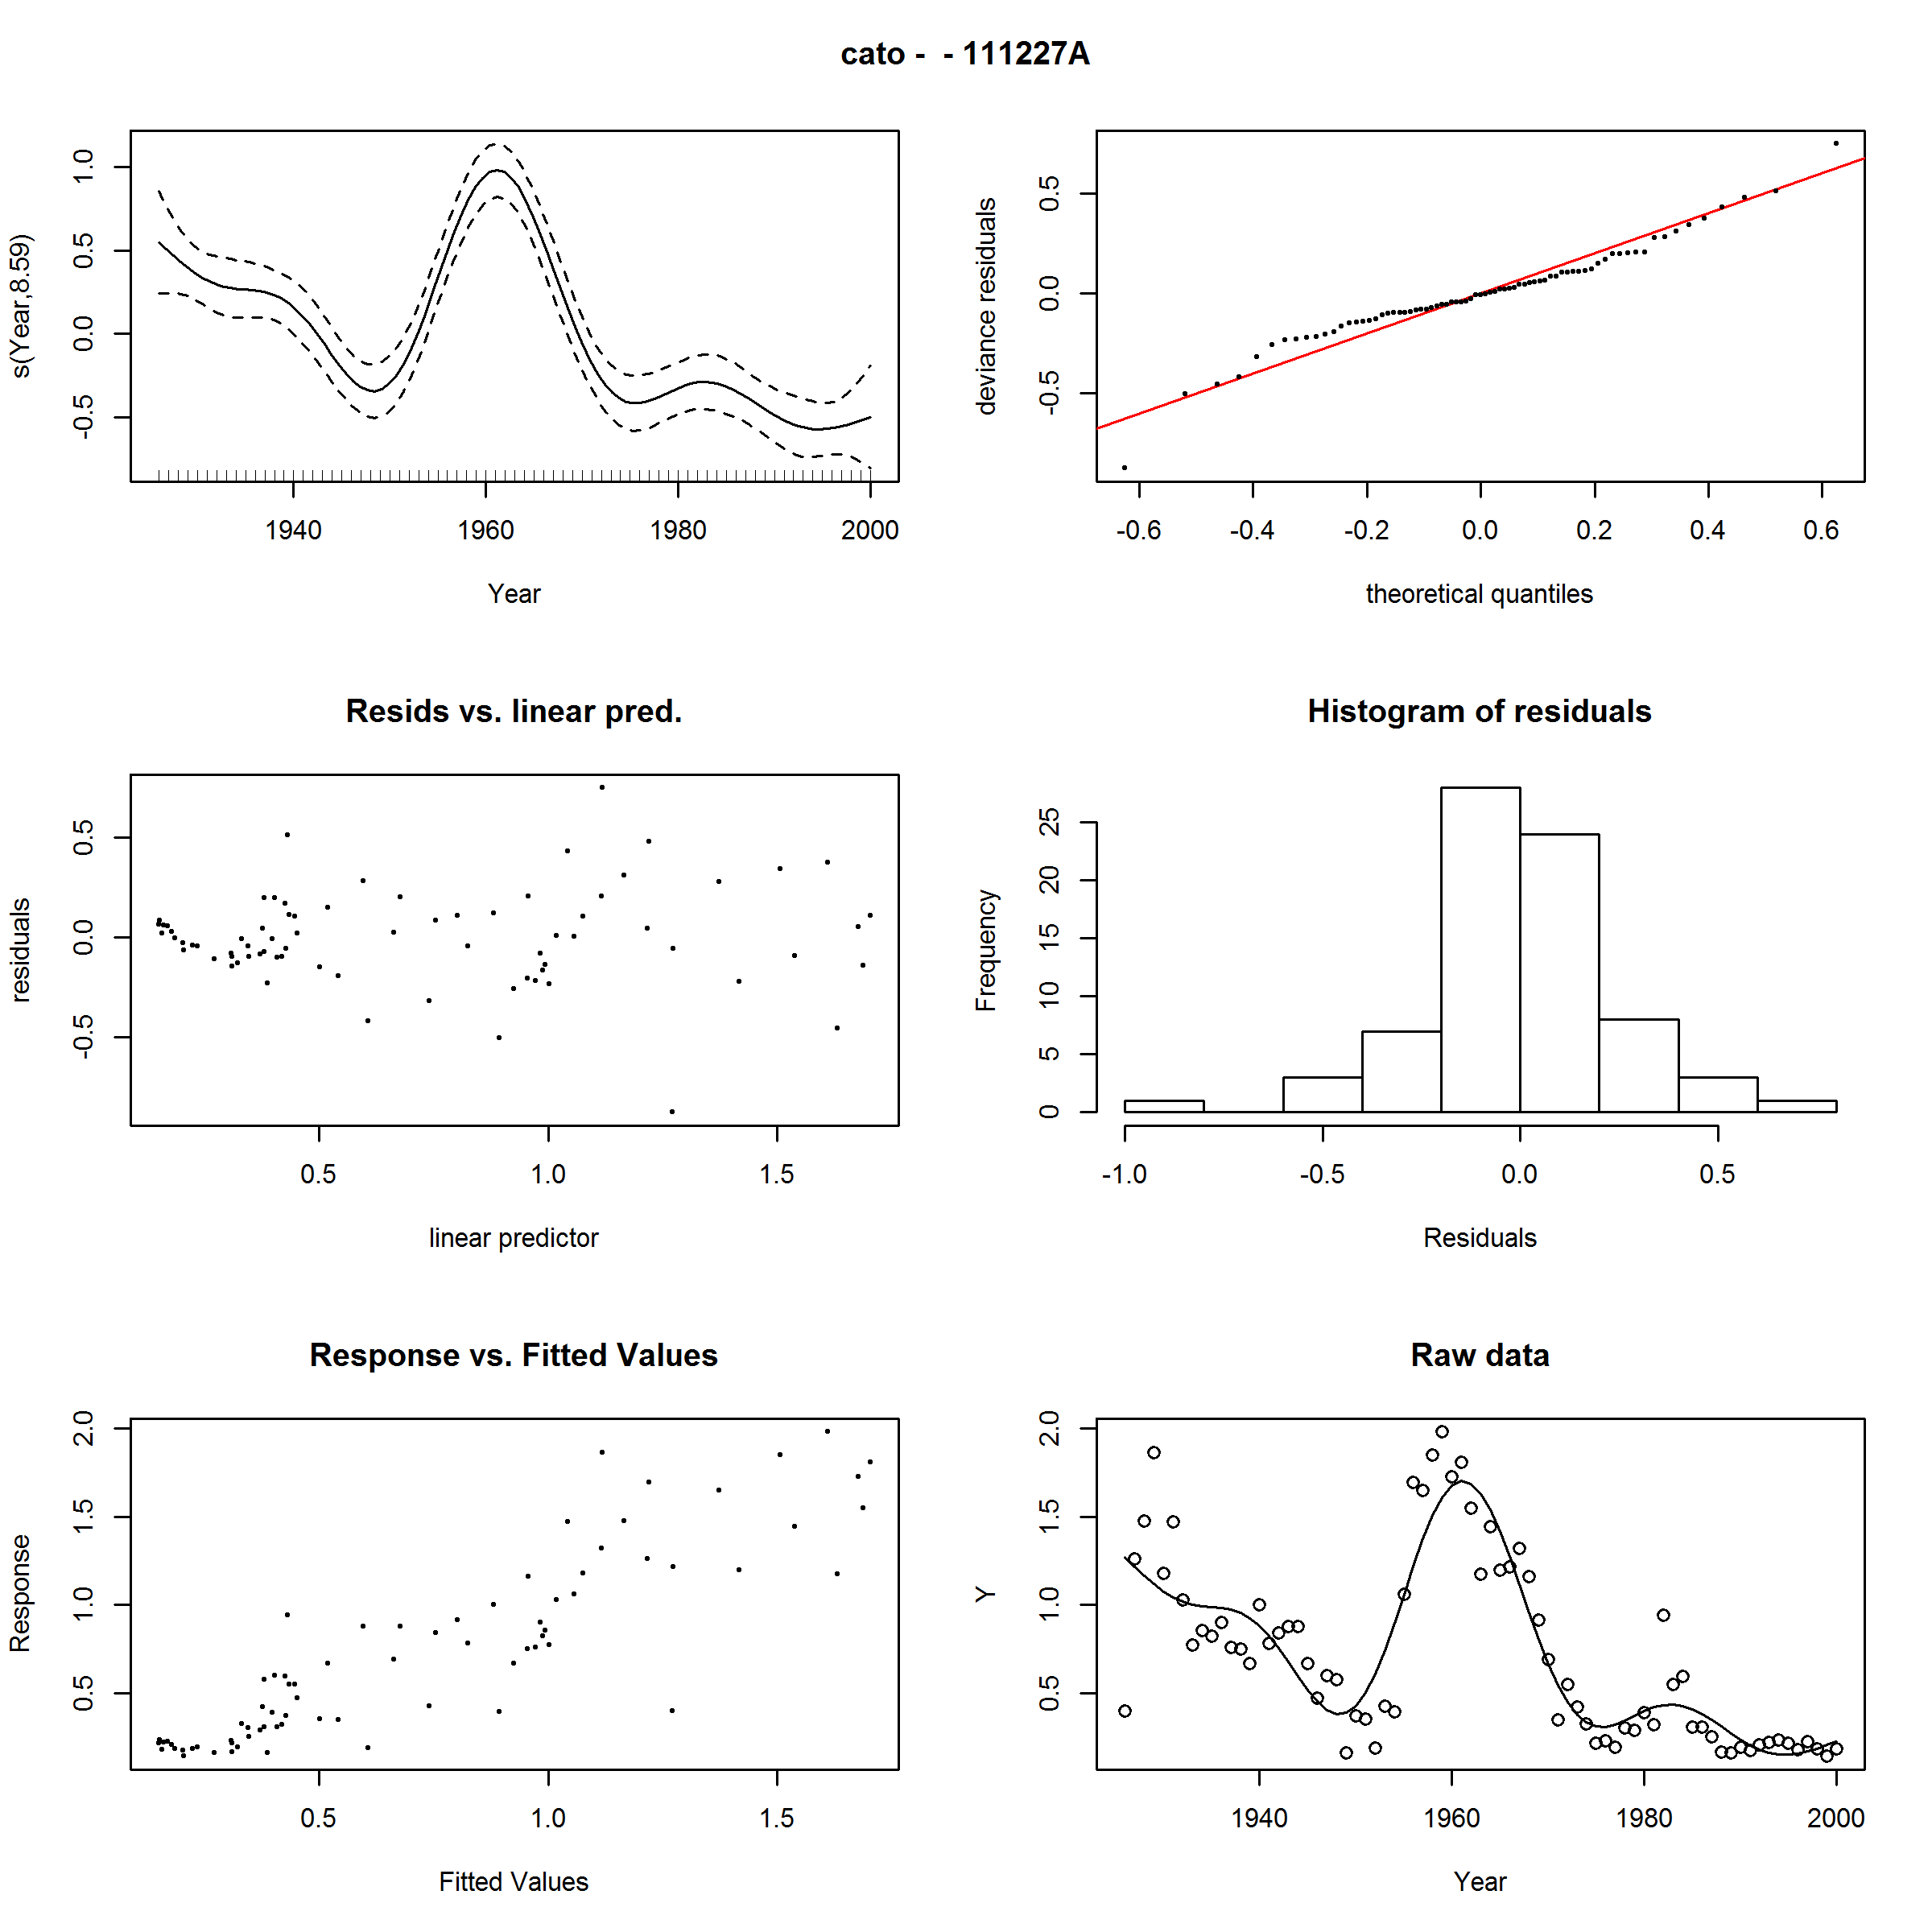 cato -  - 111227A
s(Year,8.59)
1.0
0.5
0.0
-0.5
1940 1960 1980 2000
Year
deviance residuals
0.5
0.0
-0.5
-0.6 -0.4 -0.2 0.0 0.2 0.4 0.6
theoretical quantiles
Resids vs. linear pred.
residuals
0.5
0.0
-0.5
0.5 1.0 1.5
linear predictor
Histogram of residuals
Frequency
25
20
15
10
5
0
-1.0 -0.5 0.0 0.5
Residuals
Response vs. Fitted Values
Response
2.0
1.5
1.0
0.5
0.5 1.0 1.5
Fitted Values
Raw data
Y
2.0
1.5
1.0
0.5
1940 1960 1980 2000
Year